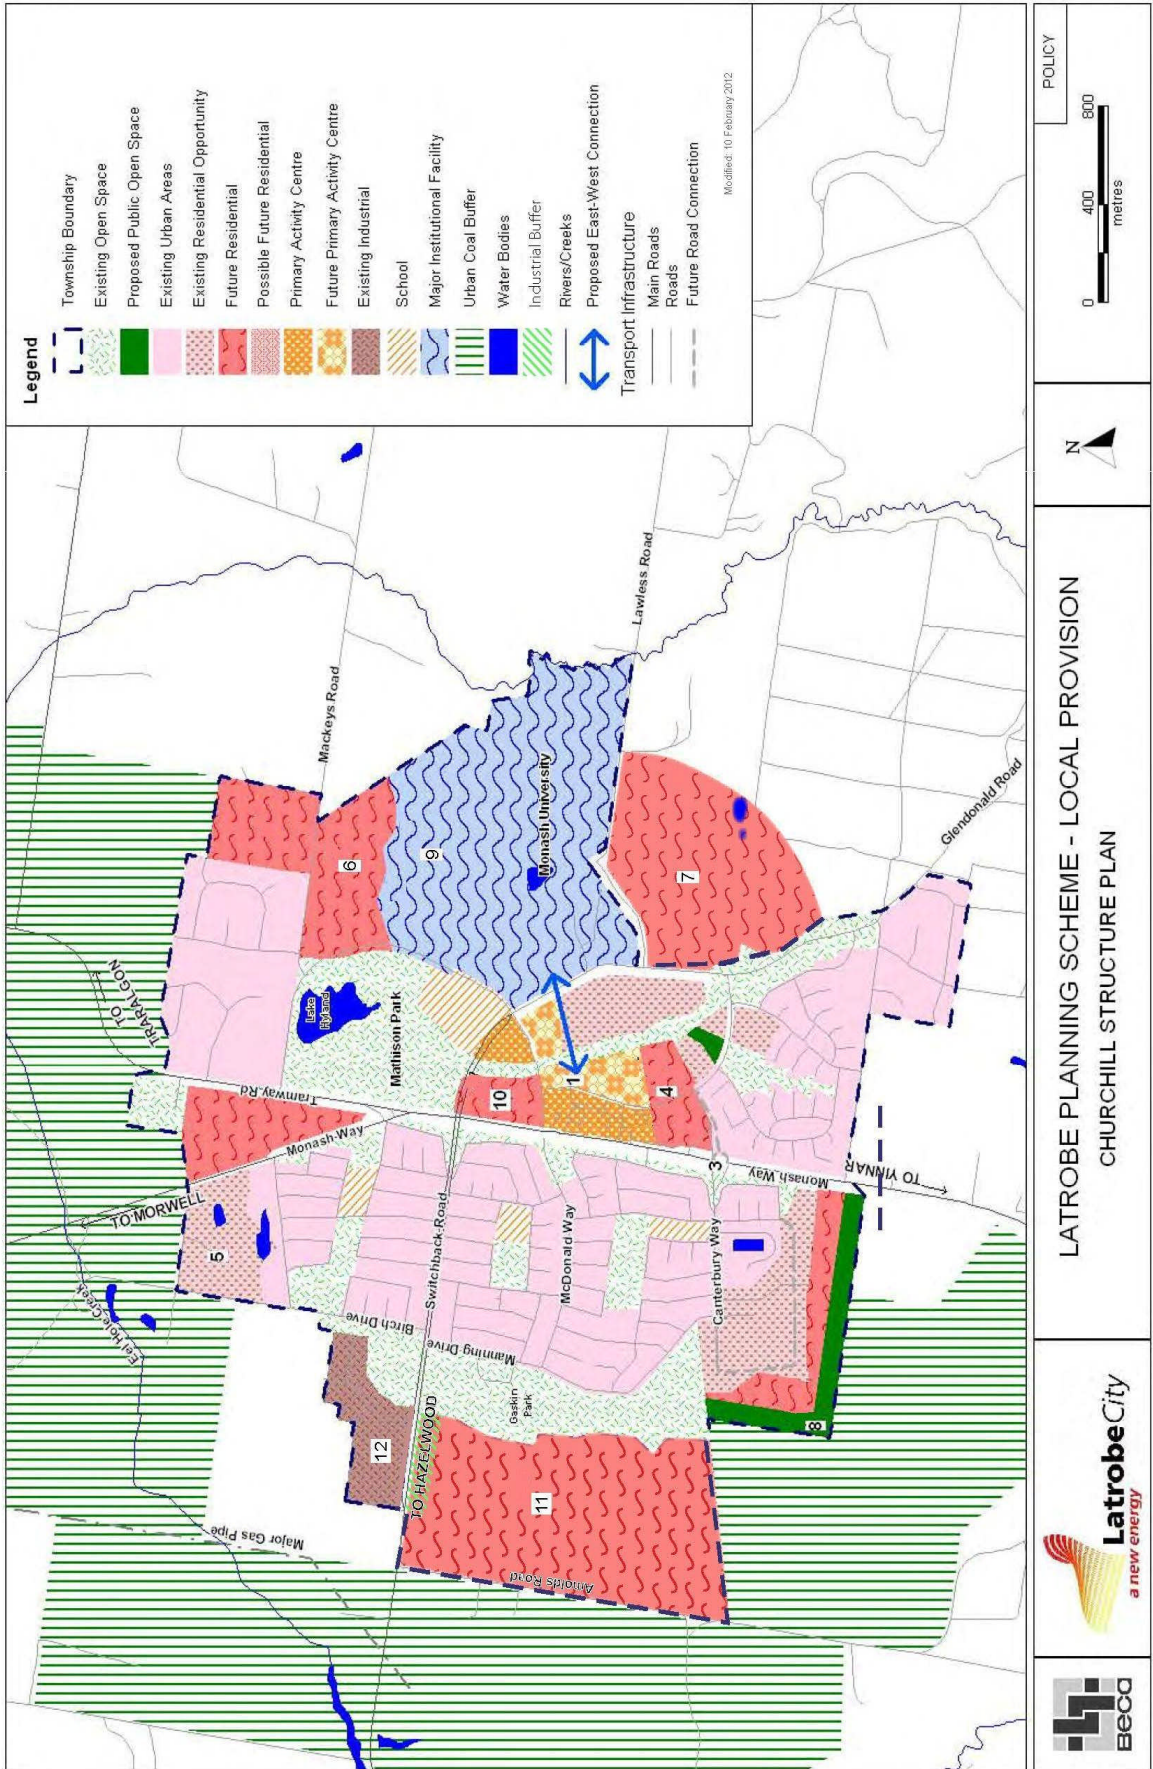 Legend
Township Boundary
Existing Open Space
Proposed Public Open Space
Existing Urban Areas
Existing Residential Opportunity
Future Residential
Possible Future Residential
Primary Activity Centre
Future Primary Activity Centre
Existing Industrial
School
Major Institutional Facility
Urban Coal Buffer
Water Bodies
Industrial Buffer
Rivers/Creeks
Proposed East-West Connection
Transport Infrastructure
Main Roads
Roads
Future Road Connection
Modified: 10 February 2012
TO TRARALGON
TO MORWELL
Eel Hole Creek
Tramway Rd
Monash Way
Mackeys Road
Lake Hyland
Mathison Park
Birch Drive
Switchback Road
Manning Drive
Gaskin Park
McDonald Way
TO HAZELWOOD
Major Gas Pipe
Arnolds Road
Monash University
Lawless Road
Canterbury Way
Monash Way
TO YINNAR
Glendonald Road
1
3
4
5
6
7
8
9
10
11
12
Beca
LatrobeCity
a new energy
LATROBE PLANNING SCHEME - LOCAL PROVISION
CHURCHILL STRUCTURE PLAN
N
POLICY
0 400 800
metres